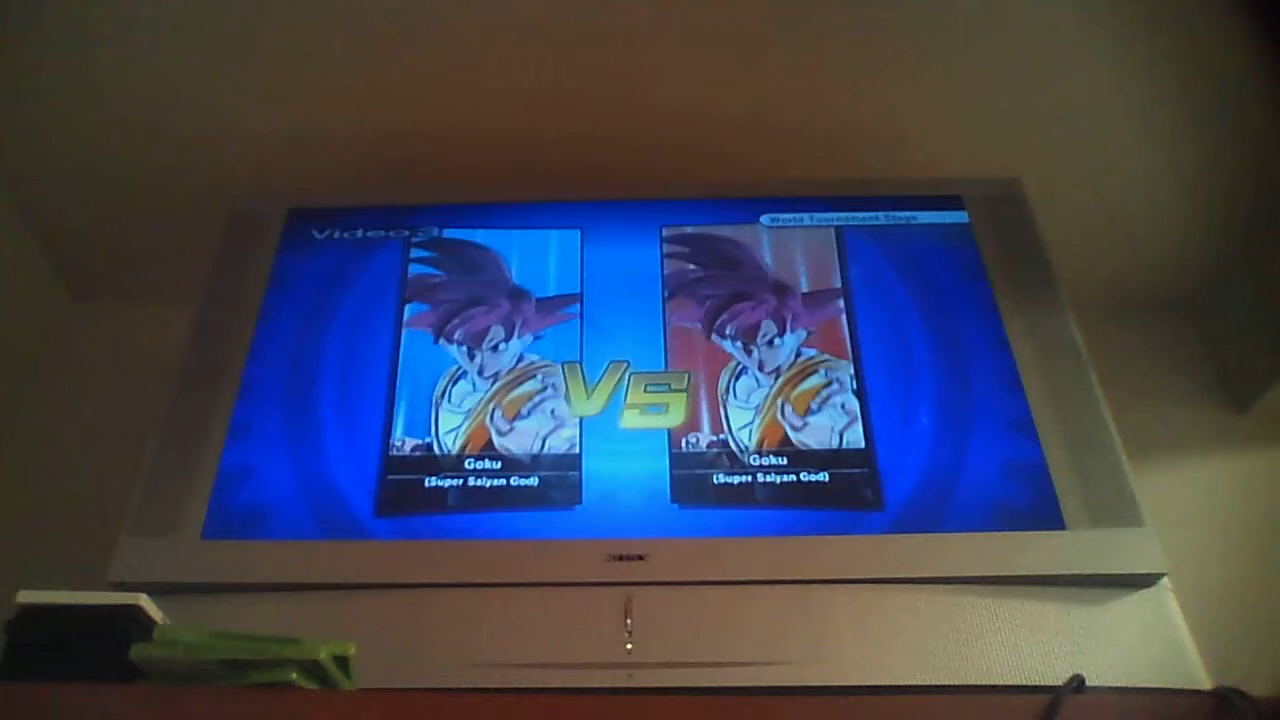 World Tournament Stage
Video 3
VS
Goku
(Super Saiyan God)
Goku
(Super Saiyan God)